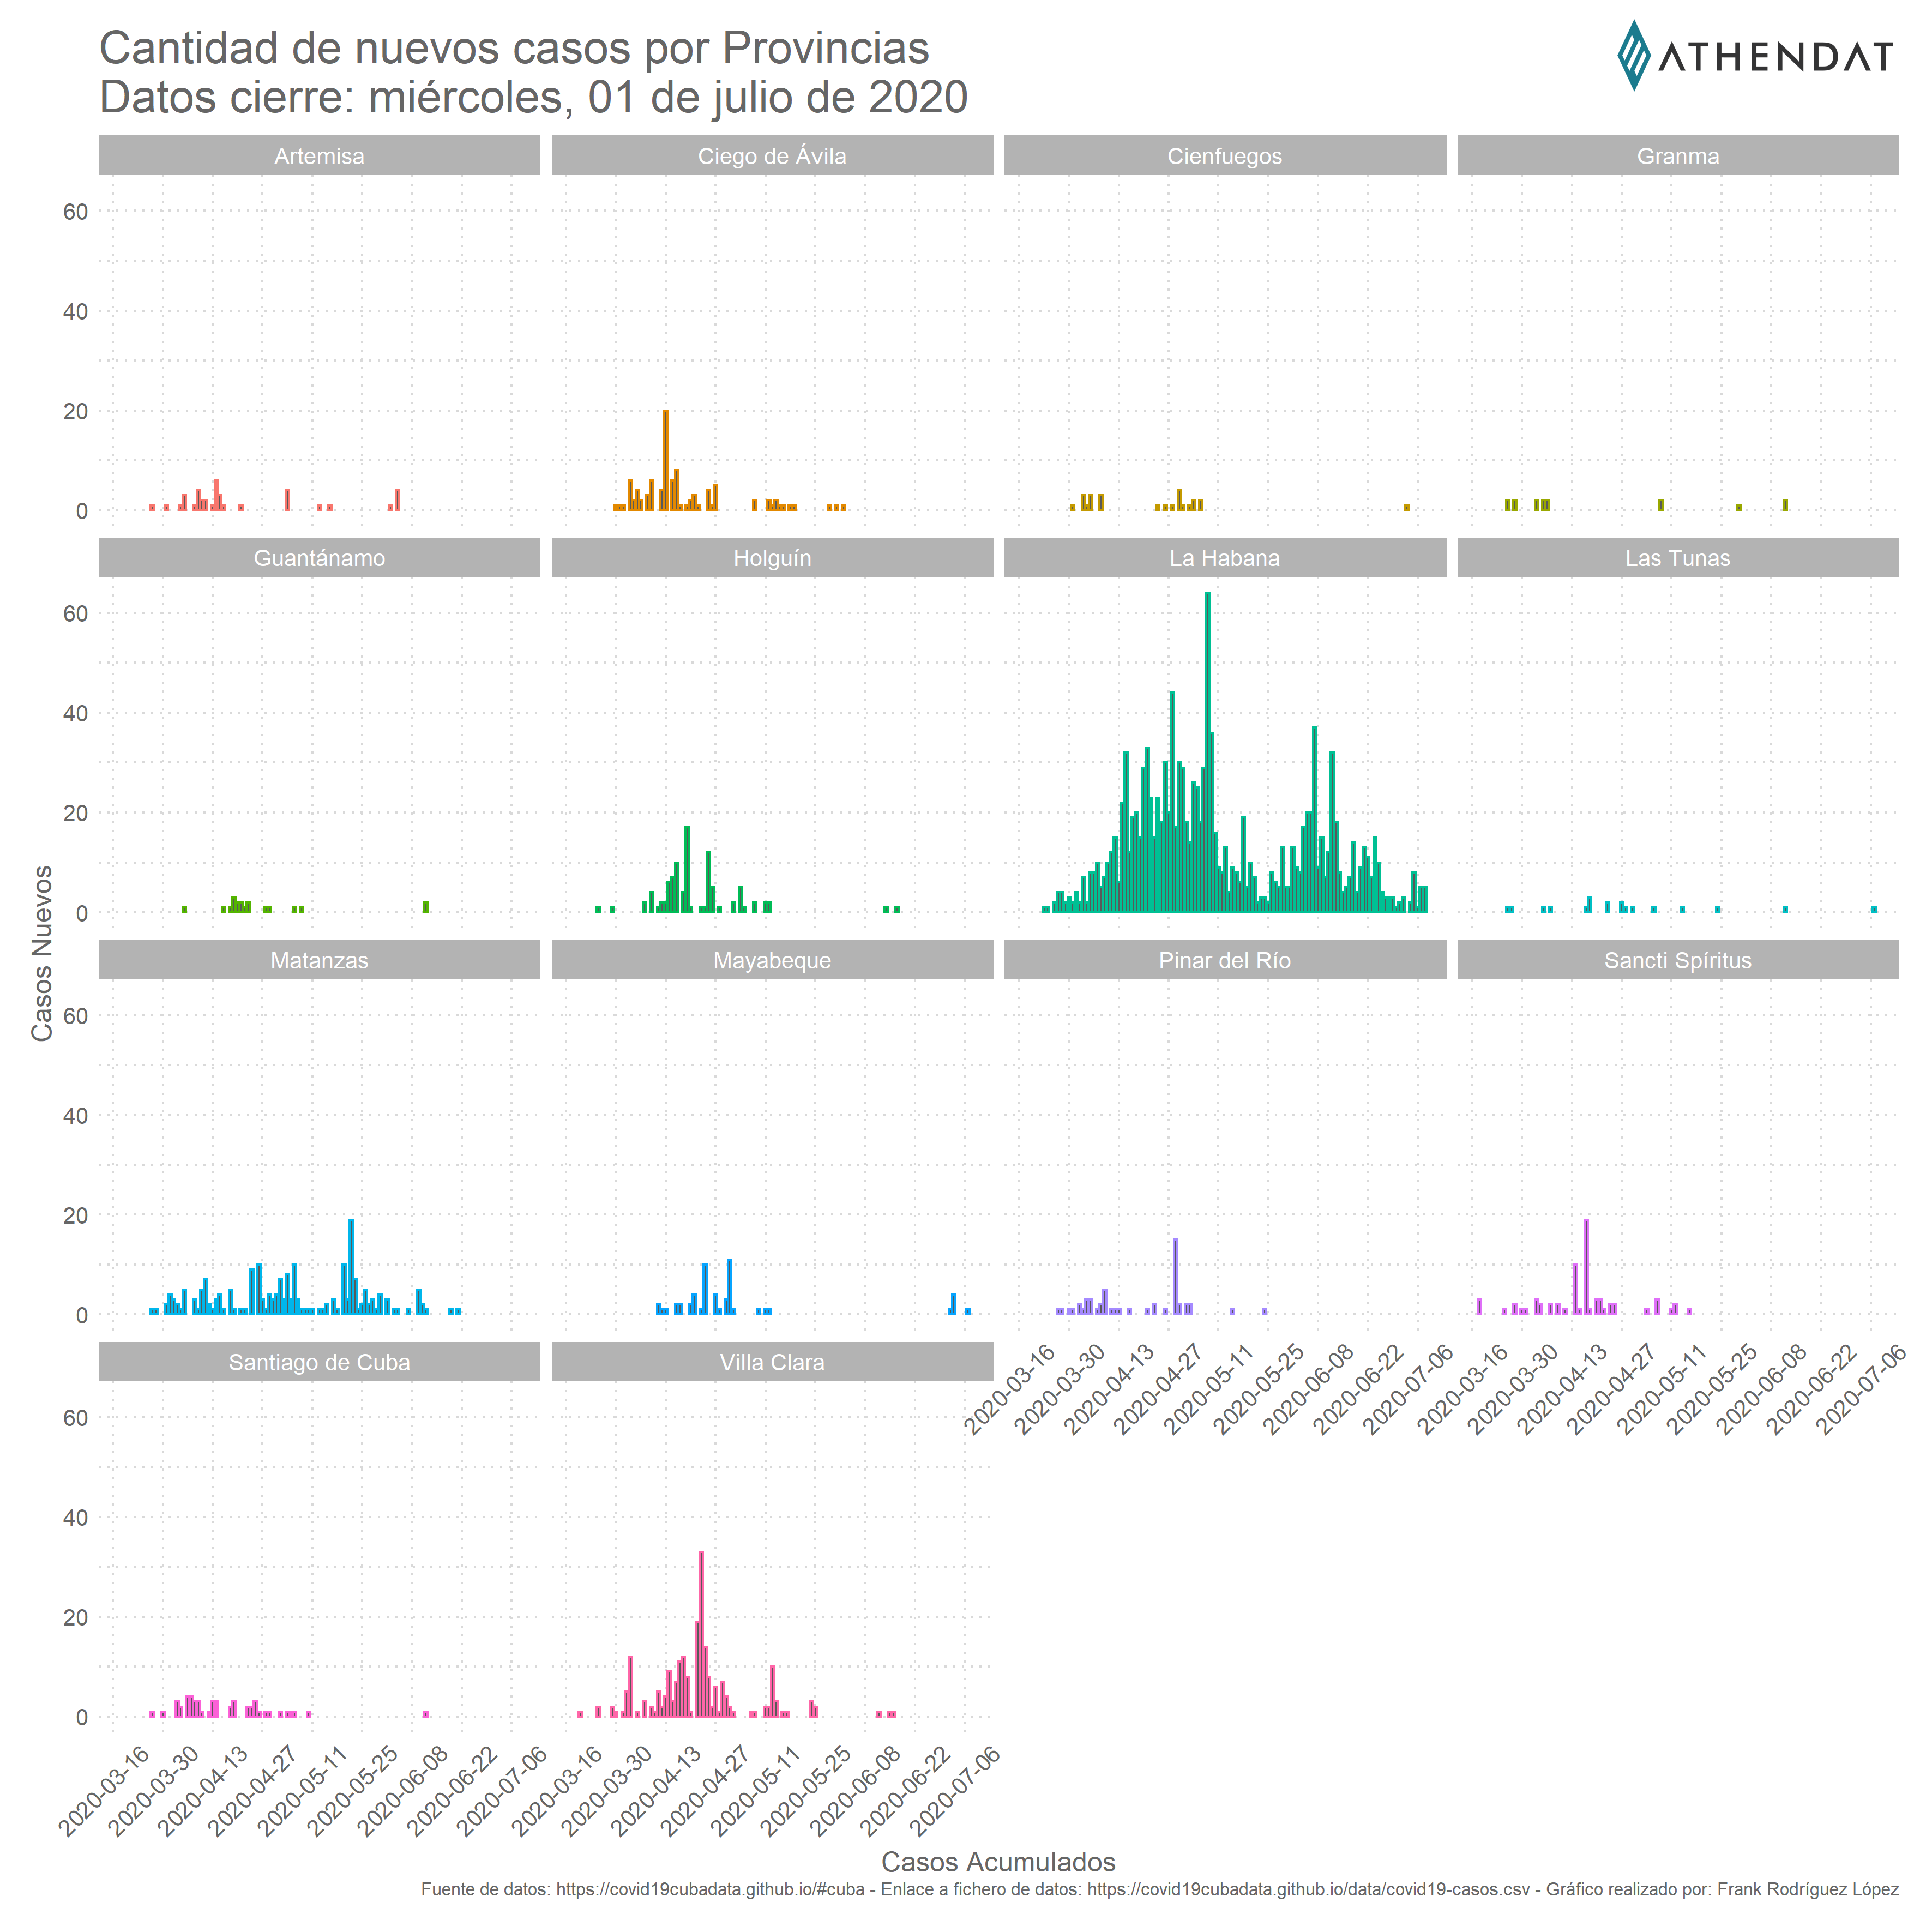 Cantidad de nuevos casos por Provincias
Datos cierre: miércoles, 01 de julio de 2020
ATHENDAT
Artemisa
Ciego de Ávila
Cienfuegos
Granma
60
40
20
0
Guantánamo
Holguín
La Habana
Las Tunas
60
40
20
0
Casos Nuevos
Matanzas
Mayabeque
Pinar del Río
Sancti Spíritus
60
40
20
0
2020-03-16
2020-03-30
2020-04-13
2020-04-27
2020-05-11
2020-05-25
2020-06-08
2020-06-22
2020-07-06
2020-03-16
2020-03-30
2020-04-13
2020-04-27
2020-05-11
2020-05-25
2020-06-08
2020-06-22
2020-07-06
Santiago de Cuba
Villa Clara
60
40
20
0
2020-03-16
2020-03-30
2020-04-13
2020-04-27
2020-05-11
2020-05-25
2020-06-08
2020-06-22
2020-07-06
2020-03-16
2020-03-30
2020-04-13
2020-04-27
2020-05-11
2020-05-25
2020-06-08
2020-06-22
2020-07-06
Casos Acumulados
Fuente de datos: https://covid19cubadata.github.io/#cuba - Enlace a fichero de datos: https://covid19cubadata.github.io/data/covid19-casos.csv - Gráfico realizado por: Frank Rodríguez López